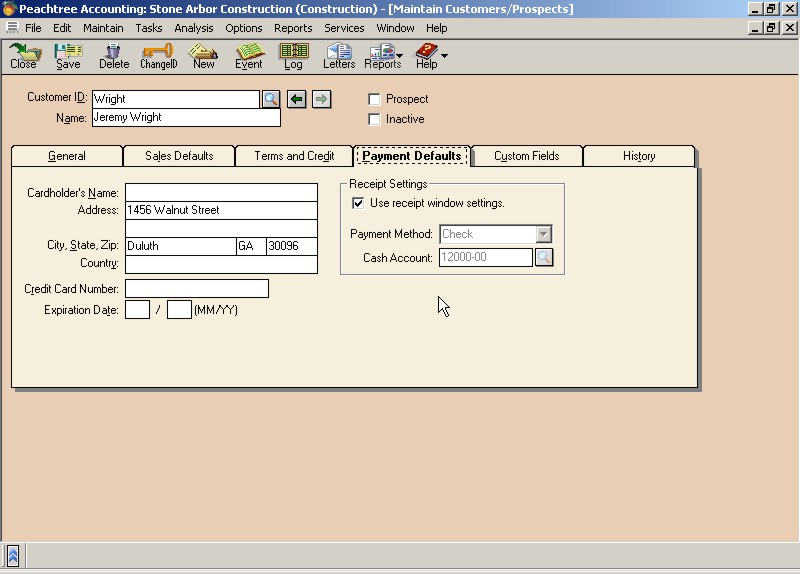 Peachtree Accounting: Stone Arbor Construction (Construction) - [Maintain Customers/Prospects]
File Edit Maintain Tasks Analysis Options Reports Services Window Help
Close Save Delete ChangeID New Event Log Letters Reports Help
Customer ID: Wright
Prospect
Name: Jeremy Wright
Inactive
General Sales Defaults Terms and Credit Payment Defaults Custom Fields History
Cardholder's Name:
Address: 1456 Walnut Street
City, State, Zip: Duluth GA 30096
Country:
Credit Card Number:
Expiration Date: / (MM/YY)
Receipt Settings
Use receipt window settings.
Payment Method: Check
Cash Account: 12000-00